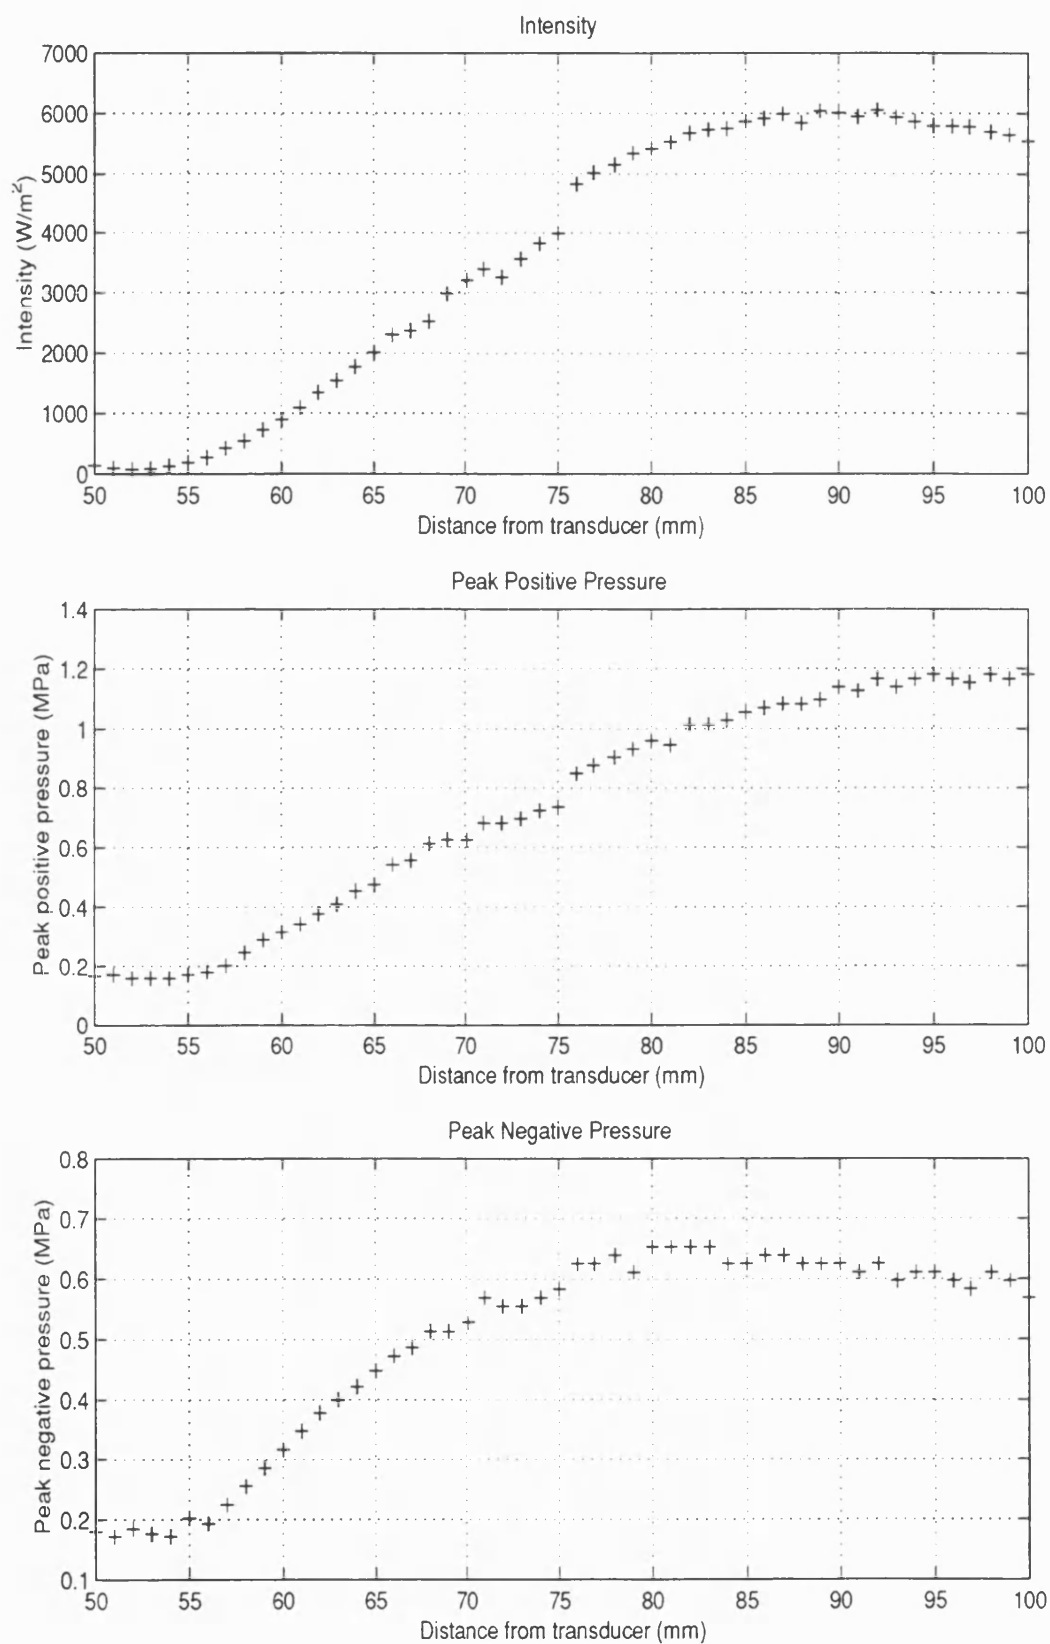 Intensity
7000
6000
5000
4000
3000
2000
1000
0
Intensity (W/m²)
50 55 60 65 70 75 80 85 90 95 100
Distance from transducer (mm)
Peak Positive Pressure
1.4
1.2
1
0.8
0.6
0.4
0.2
0
Peak positive pressure (MPa)
50 55 60 65 70 75 80 85 90 95 100
Distance from transducer (mm)
Peak Negative Pressure
0.8
0.7
0.6
0.5
0.4
0.3
0.2
0.1
Peak negative pressure (MPa)
50 55 60 65 70 75 80 85 90 95 100
Distance from transducer (mm)